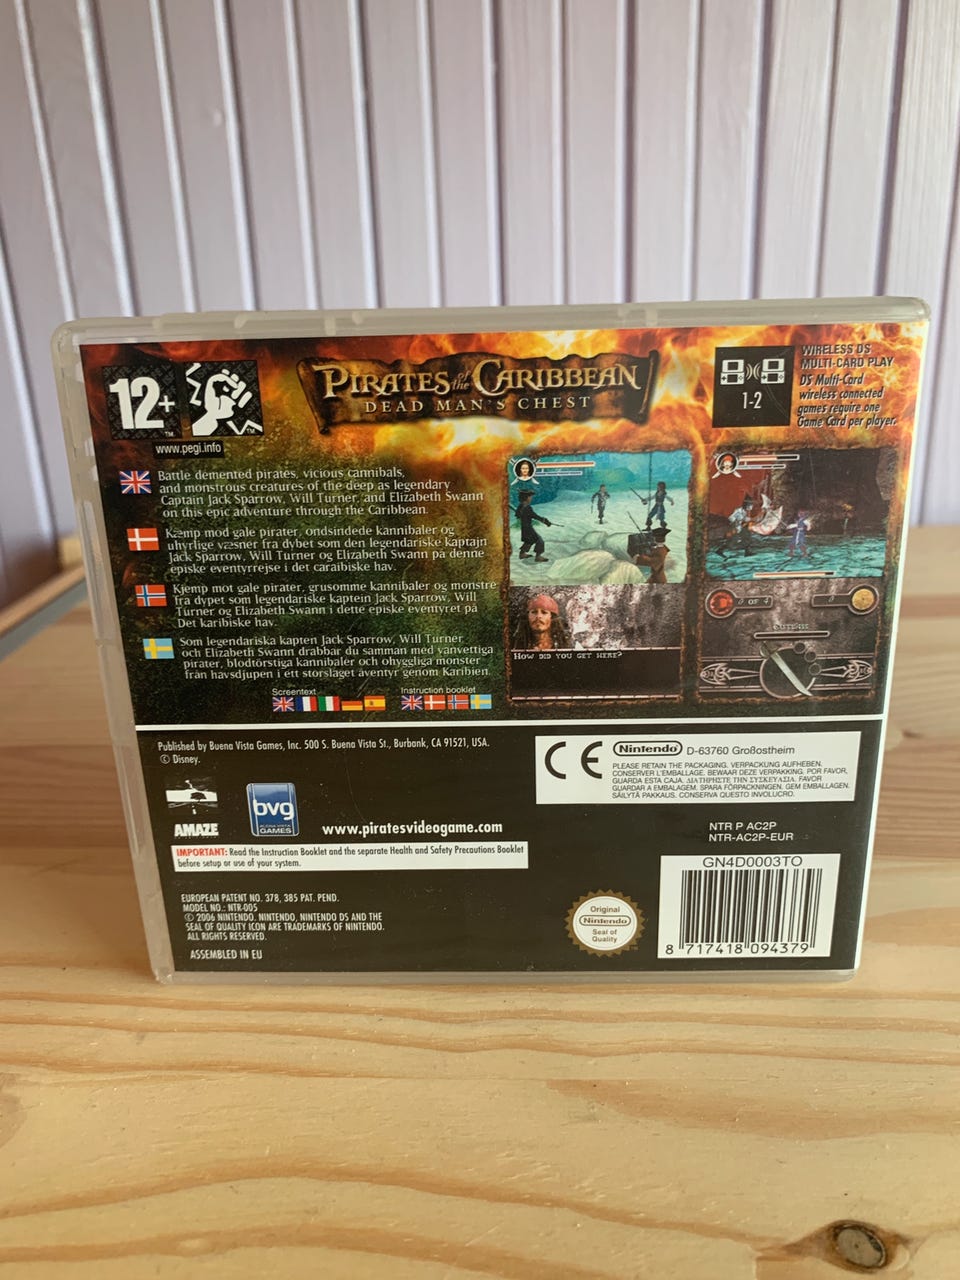 12+
TM
www.pegi.info
PIRATES of the CARIBBEAN
DEAD MAN'S CHEST
1-2
WIRELESS DS
MULTI-CARD PLAY
DS Multi-Card
wireless connected
games require one
Game Card per player.
Battle demented pirates, vicious cannibals,
and monstrous creatures of the deep as legendary
Captain Jack Sparrow, Will Turner, and Elizabeth Swann
on this epic adventure through the Caribbean.
Kæmp mod gale pirater, ondsindede kannibaler og
uhyrlige væsner fra dybet som den legendariske kaptajn
Jack Sparrow, Will Turner og Elizabeth Swann på denne
episke eventyrrejse i det caraibiske hav.
Kjemp mot gale pirater, grusomme kannibaler og monstre
fra dypet som legendariske kaptein Jack Sparrow, Will
Turner og Elizabeth Swann i dette episke eventyret på
Det karibiske hav.
Som legendariska kapten Jack Sparrow, Will Turner
och Elizabeth Swann drabbar du samman med vanvettiga
pirater, blodtörstiga kannibaler och ohyggliga monster
från havsdjupen i ett storslaget äventyr genom Karibien.
HOW DID YOU GET HERE?
0 OF 4
0
CUTLASS
Screentext
Instruction booklet
Published by Buena Vista Games, Inc. 500 S. Buena Vista St., Burbank, CA 91521, USA.
© Disney.
AMAZE
bvg
BUENA VISTA
GAMES
www.piratesvideogame.com
IMPORTANT: Read the Instruction Booklet and the separate Health and Safety Precautions Booklet
before setup or use of your system.
EUROPEAN PATENT NO. 378, 385 PAT. PEND.
MODEL NO.: NTR-005
© 2006 NINTENDO. NINTENDO, NINTENDO DS AND THE
SEAL OF QUALITY ICON ARE TRADEMARKS OF NINTENDO.
ALL RIGHTS RESERVED.
ASSEMBLED IN EU
CE
Nintendo D-63760 Großostheim
PLEASE RETAIN THE PACKAGING. VERPACKUNG AUFHEBEN.
CONSERVER L'EMBALLAGE. BEWAAR DEZE VERPAKKING. POR FAVOR,
GUARDA ESTA CAJA. ΔΙΑΤΗΡΗΣΤΕ ΤΗΝ ΣΥΣΚΕΥΑΣΙΑ. FAVOR
GUARDAR A EMBALAGEM. SPARA FÖRPACKNINGEN. GEM EMBALLAGEN.
SÄILYTÄ PAKKAUS. CONSERVA QUESTO INVOLUCRO.
NTR P AC2P
NTR-AC2P-EUR
GN4D0003TO
8 717418 094379
Original
Nintendo
Seal of
Quality
TM